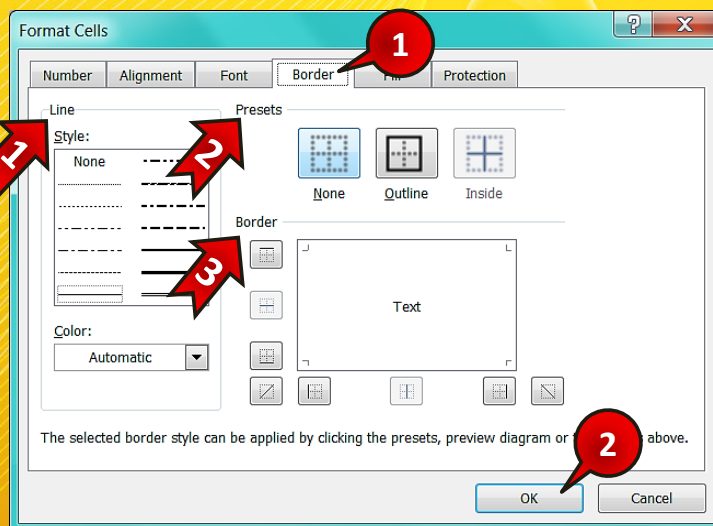 Format Cells
1
Number Alignment Font Border Fill Protection
Line
1
Style:
None
Presets
2
None Outline Inside
Border
3
Text
Color:
Automatic
The selected border style can be applied by clicking the presets, preview diagram or above.
2
OK Cancel